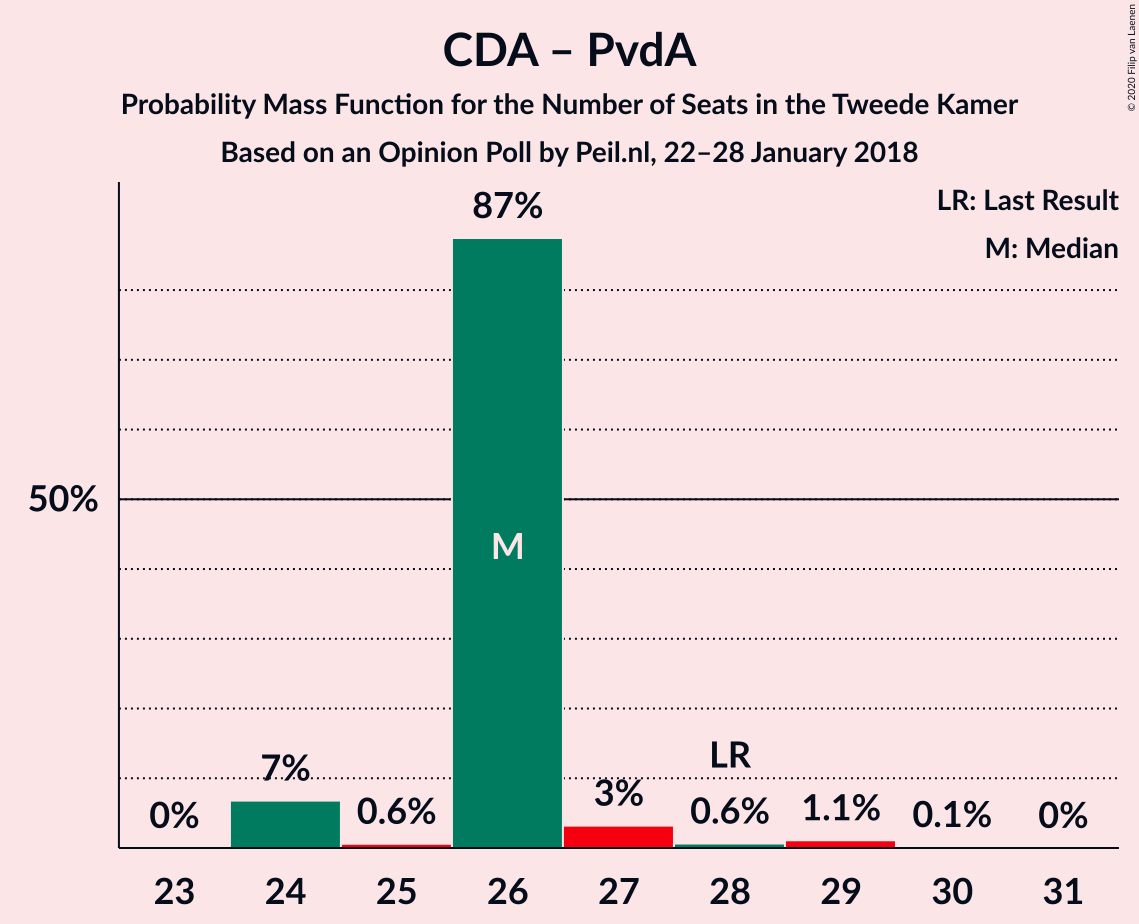 CDA – PvdA
Probability Mass Function for the Number of Seats in the Tweede Kamer
Based on an Opinion Poll by Peil.nl, 22–28 January 2018
© 2020 Filip van Laenen
LR: Last Result
M: Median
87%
50%
M
LR
7%
3%
0%
0.6%
0.6%
1.1%
0.1%
0%
23 24 25 26 27 28 29 30 31